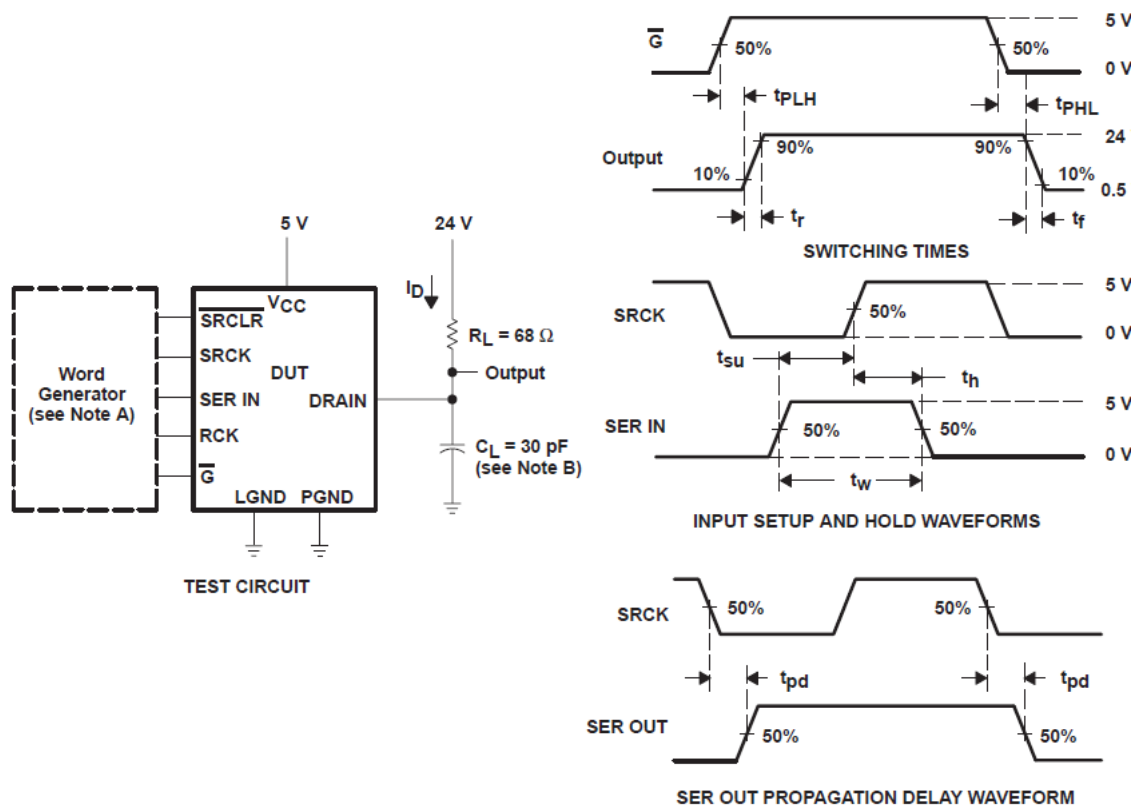 5 V
24 V
I_D
V_CC
S̅R̅C̅L̅R̅
SRCK
R_L = 68 Ω
Word
Generator
(see Note A)
DUT
Output
SER IN
DRAIN
RCK
C_L = 30 pF
(see Note B)
G̅
LGND
PGND
TEST CIRCUIT
G̅
5 V
50%
50%
0 V
t_PLH
t_PHL
Output
24
90%
90%
10%
10%
0.5
t_r
t_f
SWITCHING TIMES
5 V
SRCK
50%
0 V
t_su
t_h
5 V
SER IN
50%
50%
0 V
t_w
INPUT SETUP AND HOLD WAVEFORMS
SRCK
50%
50%
t_pd
t_pd
SER OUT
50%
50%
SER OUT PROPAGATION DELAY WAVEFORM